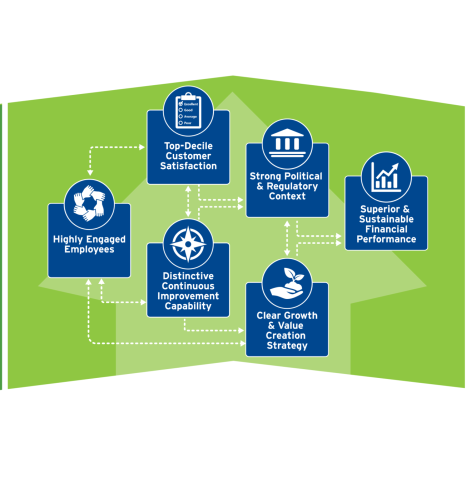 Excellent
Good
Average
Poor
Top-Decile
Customer
Satisfaction
Strong Political
& Regulatory
Context
Superior &
Sustainable
Financial
Performance
Highly Engaged
Employees
Distinctive
Continuous
Improvement
Capability
Clear Growth
& Value
Creation
Strategy